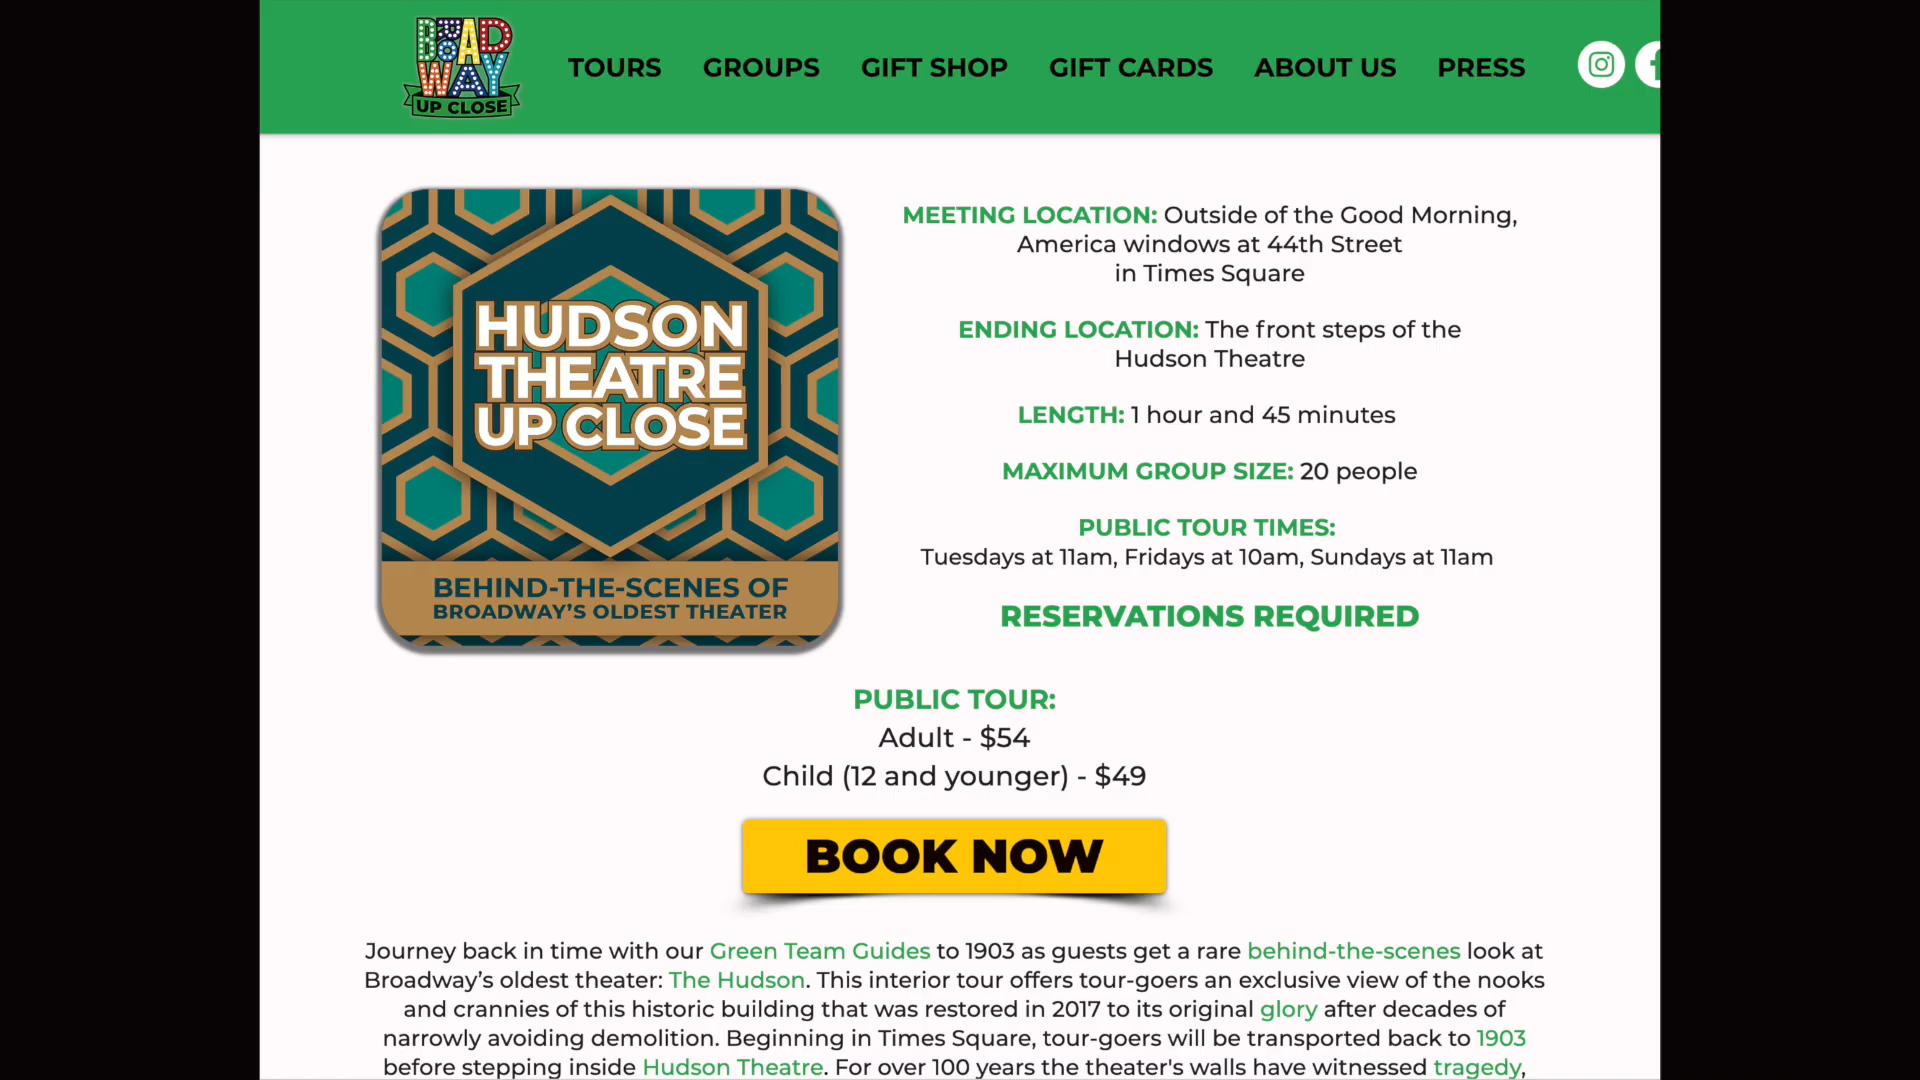 BROADWAY
UP CLOSE
TOURS GROUPS GIFT SHOP GIFT CARDS ABOUT US PRESS
HUDSON
THEATRE
UP CLOSE
BEHIND-THE-SCENES OF
BROADWAY'S OLDEST THEATER
MEETING LOCATION: Outside of the Good Morning,
America windows at 44th Street
in Times Square
ENDING LOCATION: The front steps of the
Hudson Theatre
LENGTH: 1 hour and 45 minutes
MAXIMUM GROUP SIZE: 20 people
PUBLIC TOUR TIMES:
Tuesdays at 11am, Fridays at 10am, Sundays at 11am
RESERVATIONS REQUIRED
PUBLIC TOUR:
Adult - $54
Child (12 and younger) - $49
BOOK NOW
Journey back in time with our Green Team Guides to 1903 as guests get a rare behind-the-scenes look at
Broadway's oldest theater: The Hudson. This interior tour offers tour-goers an exclusive view of the nooks
and crannies of this historic building that was restored in 2017 to its original glory after decades of
narrowly avoiding demolition. Beginning in Times Square, tour-goers will be transported back to 1903
before stepping inside Hudson Theatre. For over 100 years the theater's walls have witnessed tragedy,